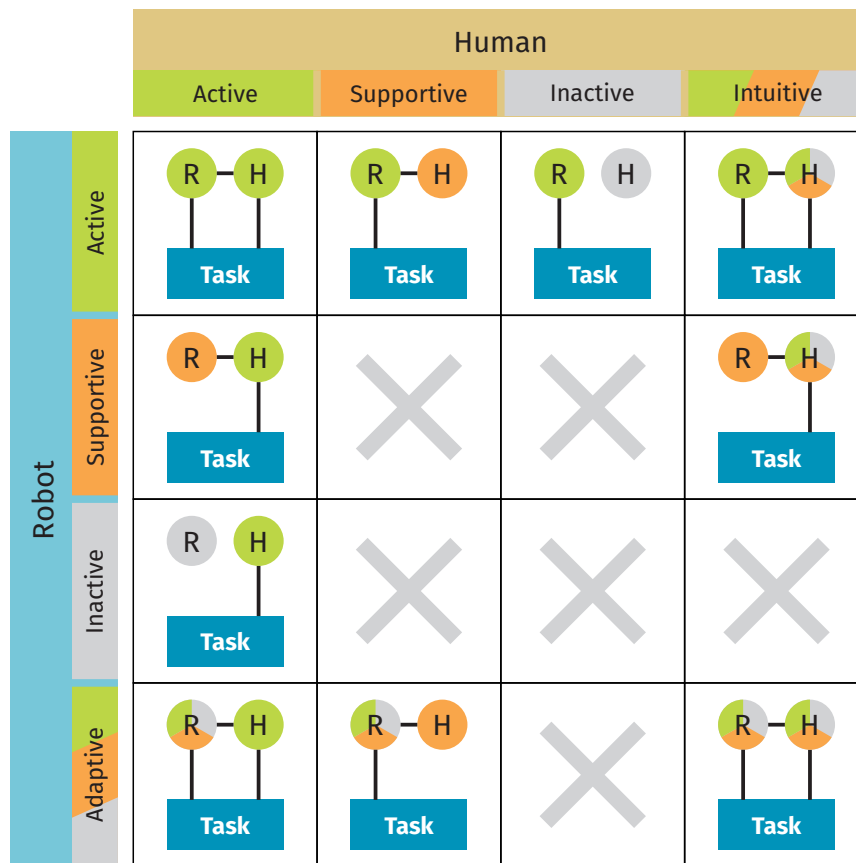 Human
Active Supportive Inactive Intuitive
Robot
Active
R H R H R H R H
Task Task Task Task
Supportive
R H R H
Task Task
Inactive
R H
Task
Adaptive
R H R H R H
Task Task Task